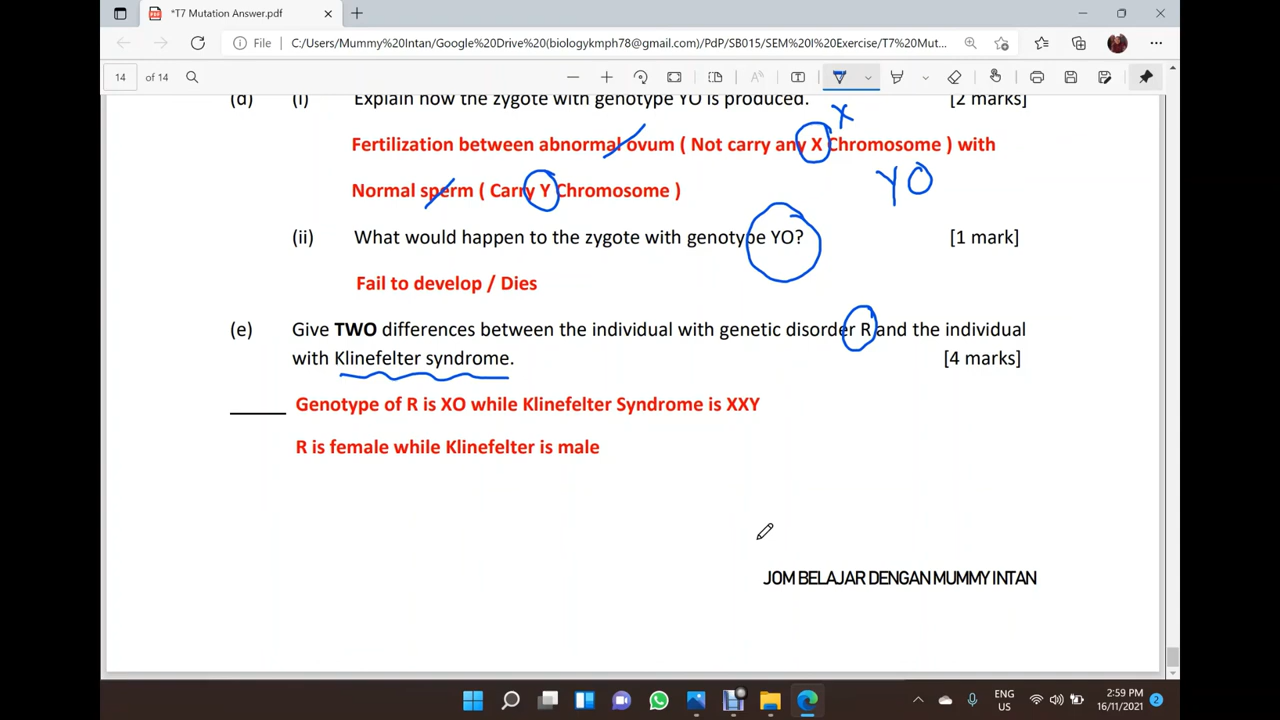 *T7 Mutation Answer.pdf
File C:/Users/Mummy%20Intan/Google%20Drive%20(biologykmph78@gmail.com)/PdP/SB015/SEM%20I%20Exercise/T7%20Mut...
14 of 14
(d) (i) Explain how the zygote with genotype YO is produced. [2 marks]
X
Fertilization between abnormal ovum ( Not carry any X Chromosome ) with
YO
Normal sperm ( Carry Y Chromosome )
(ii) What would happen to the zygote with genotype YO? [1 mark]
Fail to develop / Dies
(e) Give TWO differences between the individual with genetic disorder R and the individual
with Klinefelter syndrome. [4 marks]
Genotype of R is XO while Klinefelter Syndrome is XXY
R is female while Klinefelter is male
JOM BELAJAR DENGAN MUMMY INTAN
ENG
US
2:59 PM
16/11/2021
2